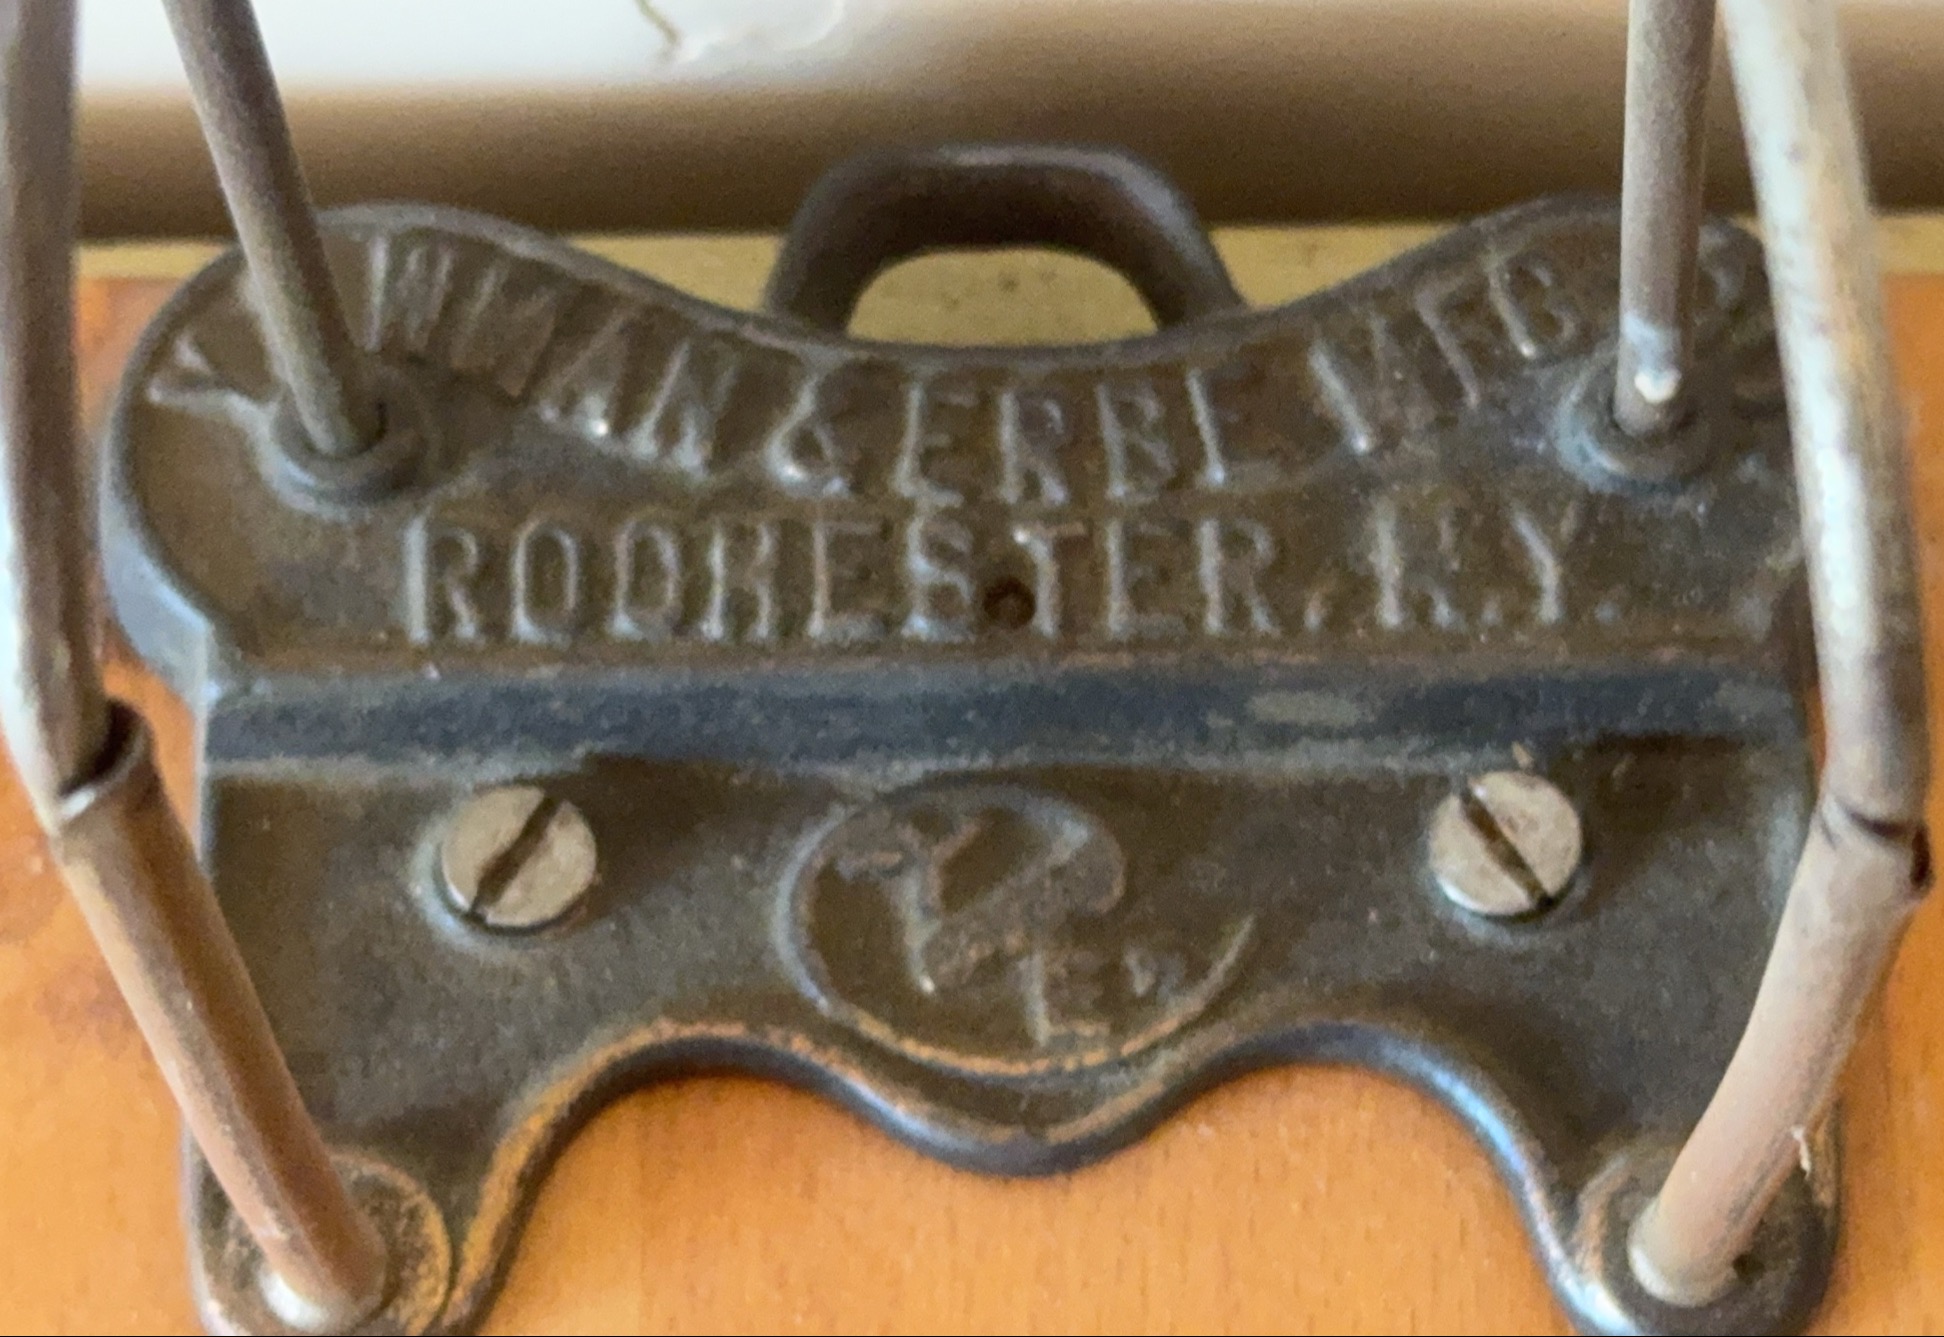 YAWMAN & ERBE MFG
ROCHESTER, N.Y.
Y
E